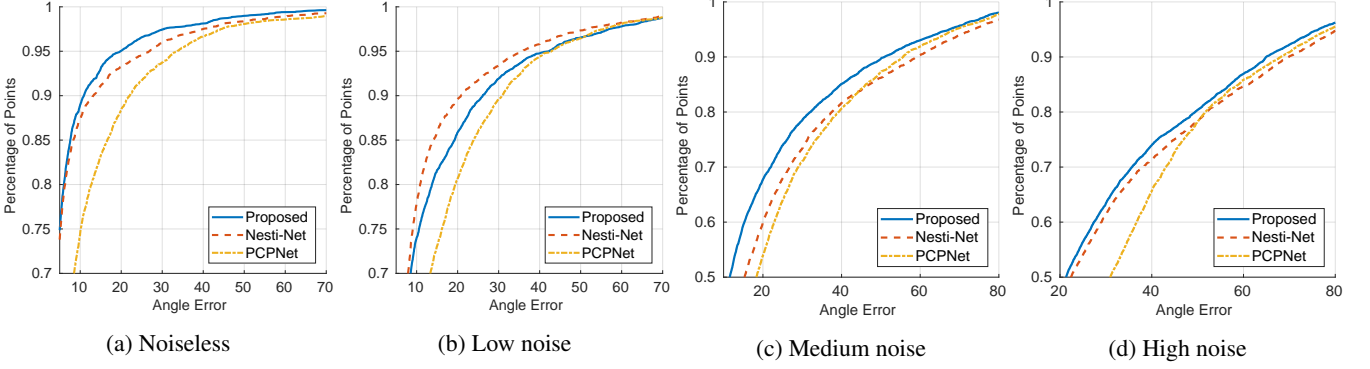 Percentage of Points
1
0.95
0.9
0.85
0.8
0.75
0.7
10 20 30 40 50 60 70
Angle Error
Proposed
Nesti-Net
PCPNet
(a) Noiseless
Percentage of Points
1
0.95
0.9
0.85
0.8
0.75
0.7
10 20 30 40 50 60 70
Angle Error
Proposed
Nesti-Net
PCPNet
(b) Low noise
Percentage of Points
1
0.9
0.8
0.7
0.6
0.5
20 40 60 80
Angle Error
Proposed
Nesti-Net
PCPNet
(c) Medium noise
Percentage of Points
1
0.9
0.8
0.7
0.6
0.5
20 40 60 80
Angle Error
Proposed
Nesti-Net
PCPNet
(d) High noise